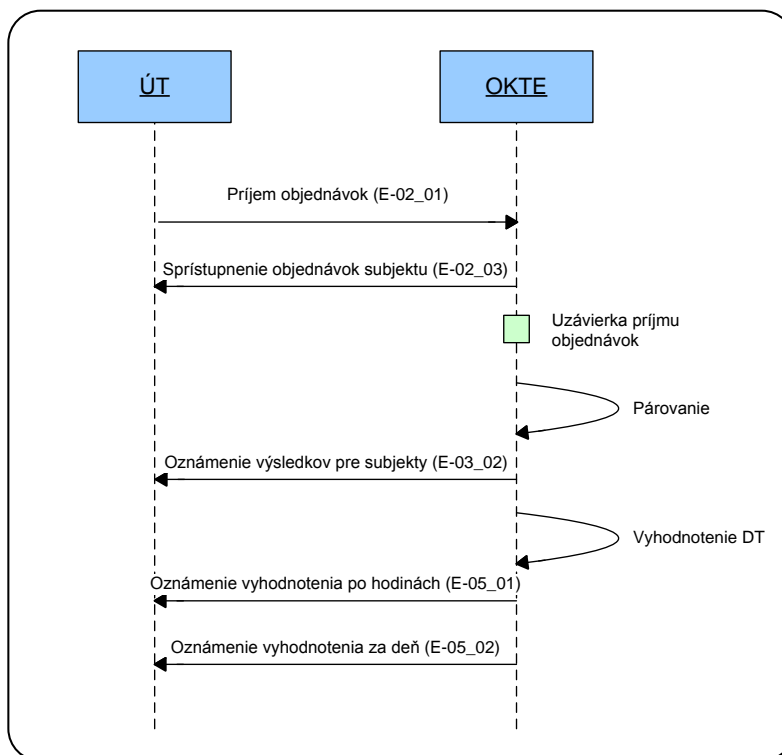 ÚT
OKTE
Príjem objednávok (E-02_01)
Sprístupnenie objednávok subjektu (E-02_03)
Uzávierka príjmu
objednávok
Párovanie
Oznámenie výsledkov pre subjekty (E-03_02)
Vyhodnotenie DT
Oznámenie vyhodnotenia po hodinách (E-05_01)
Oznámenie vyhodnotenia za deň (E-05_02)